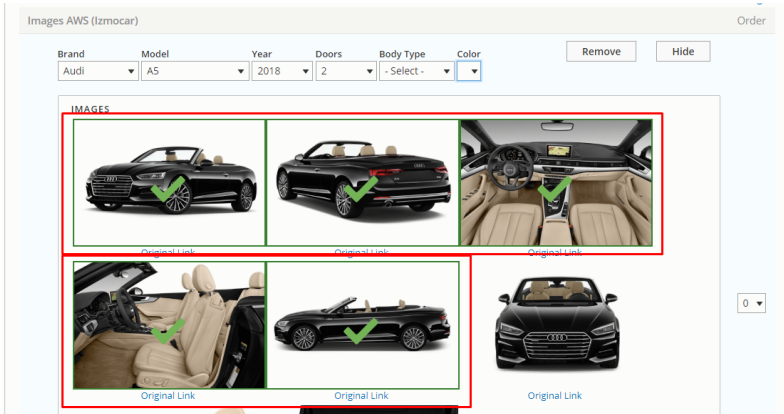 Images AWS (Izmocar) Order
Brand Model Year Doors Body Type Color Remove Hide
Audi A5 2018 2 - Select -
IMAGES
Original Link Original Link Original Link
0
Original Link Original Link Original Link